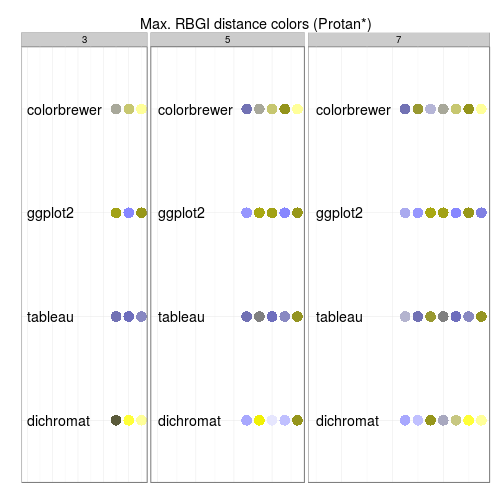 Max. RBGI distance colors (Protan*)
3 5 7
colorbrewer colorbrewer colorbrewer
ggplot2 ggplot2 ggplot2
tableau tableau tableau
dichromat dichromat dichromat